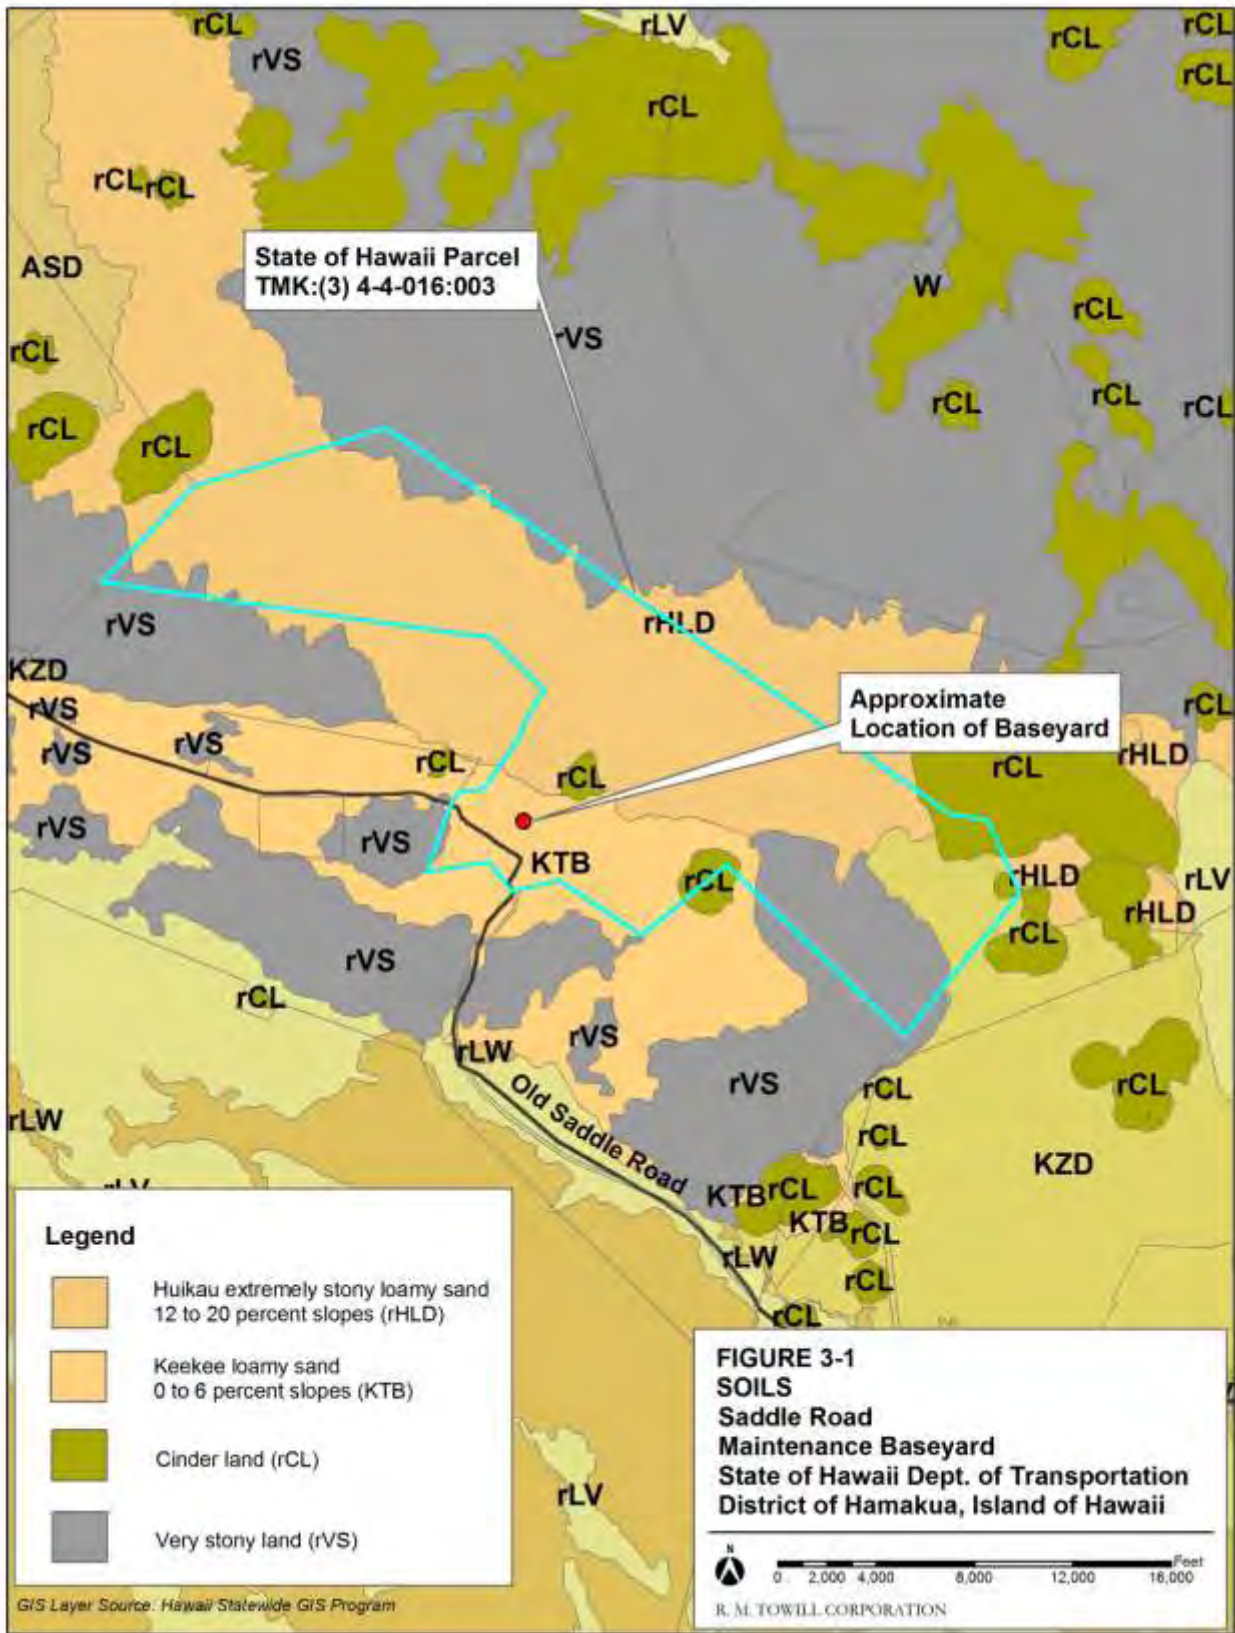 rCL
rLV
rCL
rCL
rVS
rCL
rCL
rCL rCL
State of Hawaii Parcel
TMK:(3) 4-4-016:003
ASD
W
rCL
rVS
rCL
rCL
rCL
rCL
rCL
rCL
rVS
rHLD
KZD
rVS
rVS
rVS
Approximate
Location of Baseyard
rCL
rCL
rCL
rCL
rHLD
rVS
rVS
KTB
rCL
rHLD
rLV
rHLD
rCL
rVS
rCL
rVS
rLW
Old Saddle Road
rVS
rCL
rCL
rLW
rCL
KZD
rLV
KTB
rCL
rCL
KTB
rCL
rLW
rCL
rCL
Legend
Huikau extremely stony loamy sand
12 to 20 percent slopes (rHLD)
Keekee loamy sand
0 to 6 percent slopes (KTB)
Cinder land (rCL)
Very stony land (rVS)
rLV
FIGURE 3-1
SOILS
Saddle Road
Maintenance Baseyard
State of Hawaii Dept. of Transportation
District of Hamakua, Island of Hawaii
N
Feet
0 2,000 4,000 8,000 12,000 16,000
R. M. TOWILL CORPORATION
GIS Layer Source: Hawaii Statewide GIS Program